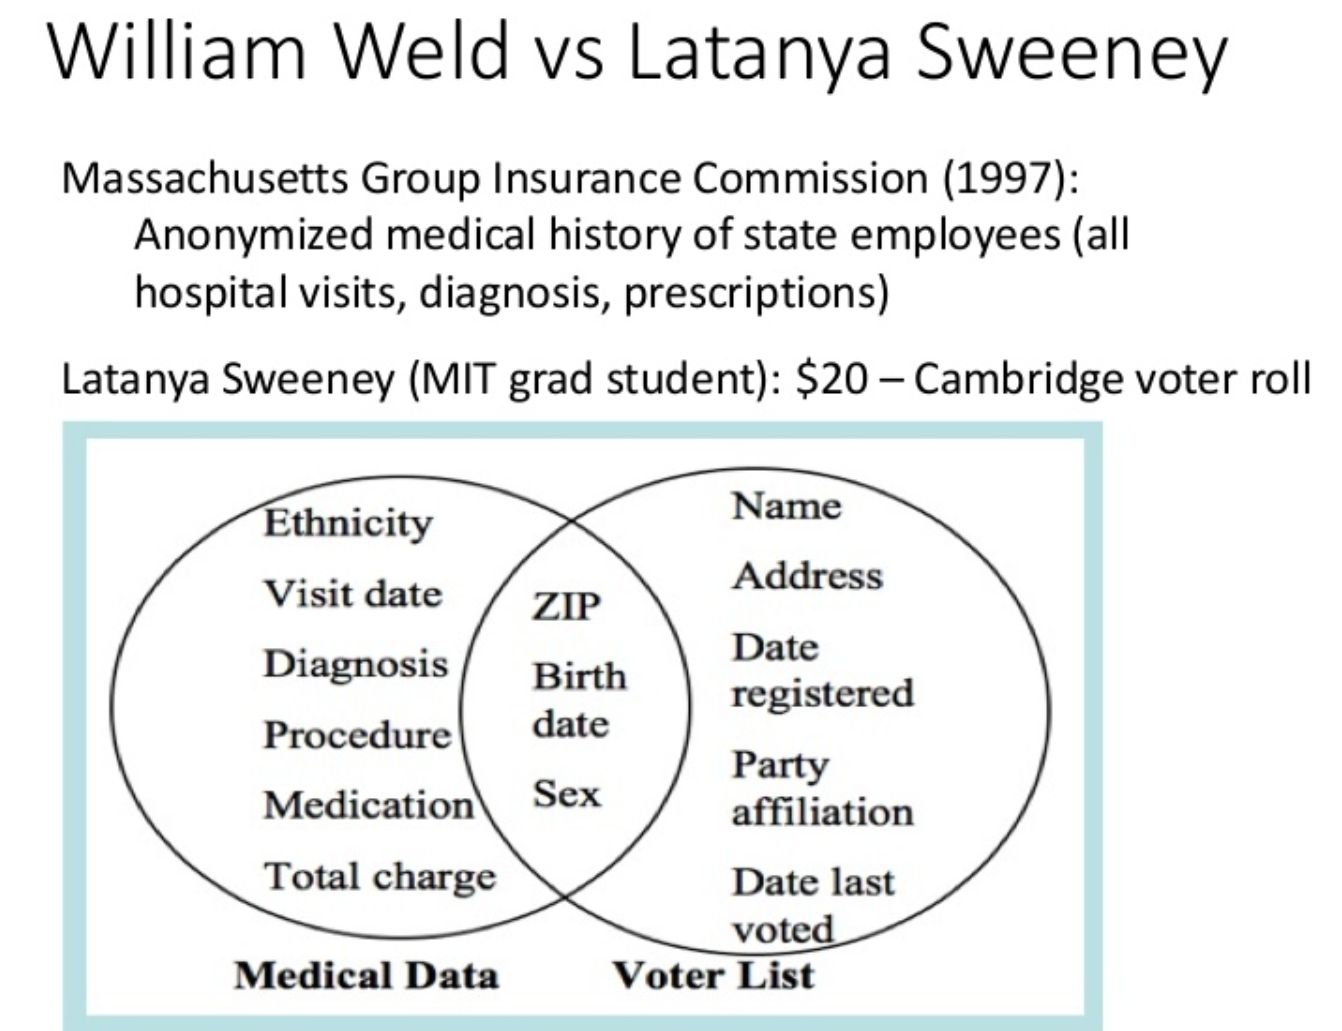 William Weld vs Latanya Sweeney
Massachusetts Group Insurance Commission (1997):
Anonymized medical history of state employees (all
hospital visits, diagnosis, prescriptions)
Latanya Sweeney (MIT grad student): $20 – Cambridge voter roll
Ethnicity
Visit date
Diagnosis
Procedure
Medication
Total charge
ZIP
Birth
date
Sex
Name
Address
Date
registered
Party
affiliation
Date last
voted
Medical Data
Voter List